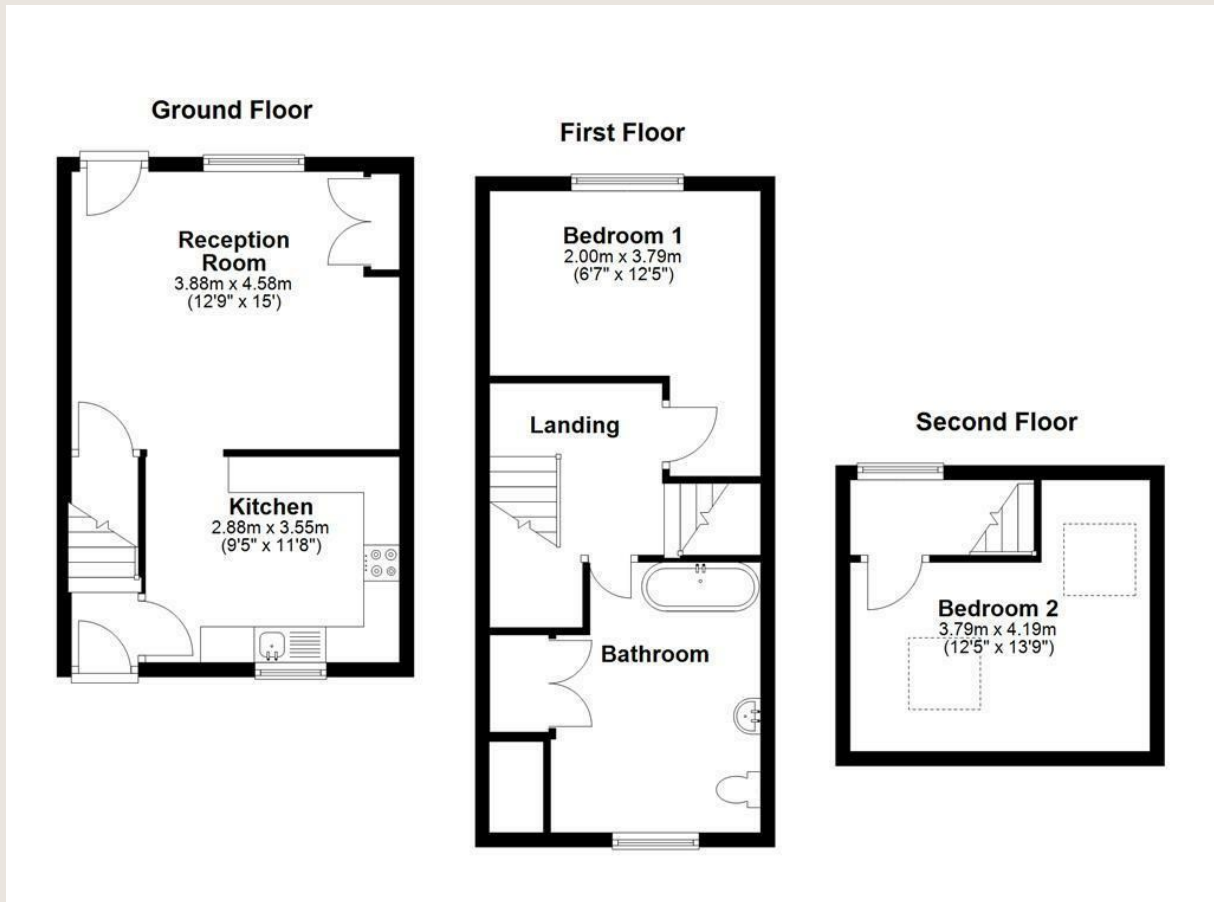 Ground Floor
Reception
Room
3.88m x 4.58m
(12'9" x 15')
Kitchen
2.88m x 3.55m
(9'5" x 11'8")
First Floor
Bedroom 1
2.00m x 3.79m
(6'7" x 12'5")
Landing
Bathroom
Second Floor
Bedroom 2
3.79m x 4.19m
(12'5" x 13'9")